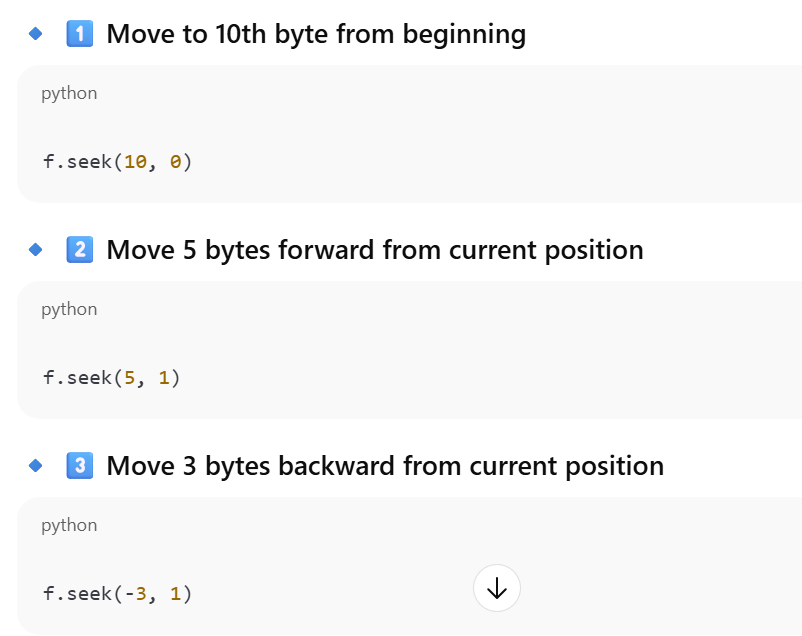 🔹 1️⃣ Move to 10th byte from beginning
python
f.seek(10, 0)
🔹 2️⃣ Move 5 bytes forward from current position
python
f.seek(5, 1)
🔹 3️⃣ Move 3 bytes backward from current position
python
f.seek(-3, 1)